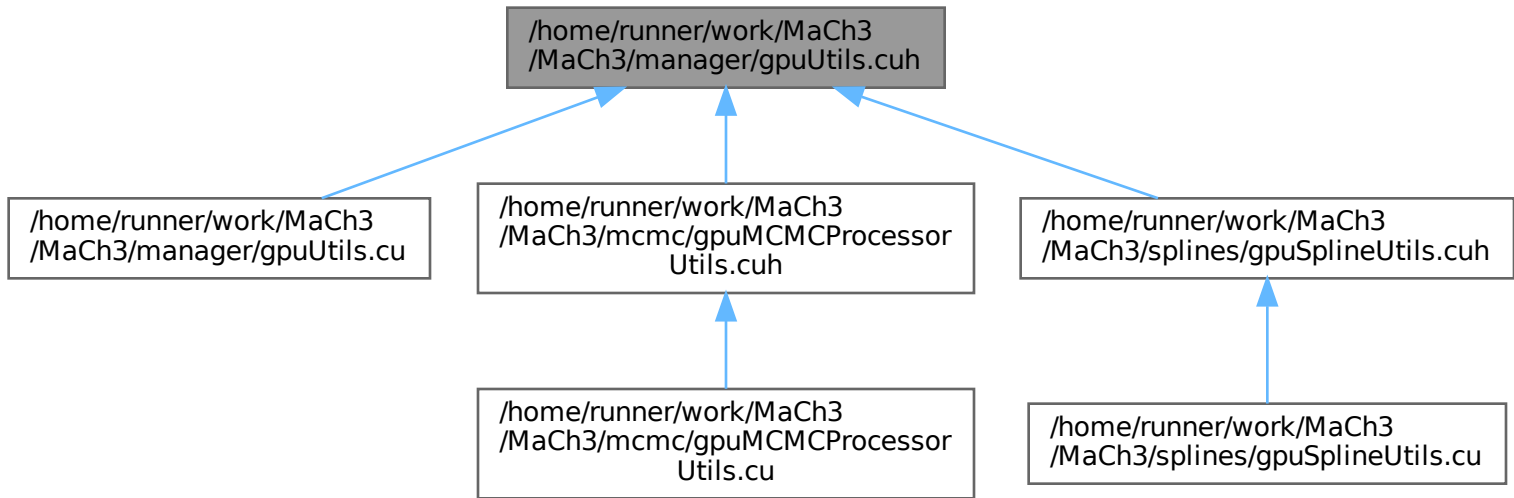 /home/runner/work/MaCh3
/MaCh3/manager/gpuUtils.cuh
/home/runner/work/MaCh3
/MaCh3/manager/gpuUtils.cu
/home/runner/work/MaCh3
/MaCh3/mcmc/gpuMCMCProcessor
Utils.cuh
/home/runner/work/MaCh3
/MaCh3/splines/gpuSplineUtils.cuh
/home/runner/work/MaCh3
/MaCh3/mcmc/gpuMCMCProcessor
Utils.cu
/home/runner/work/MaCh3
/MaCh3/splines/gpuSplineUtils.cu